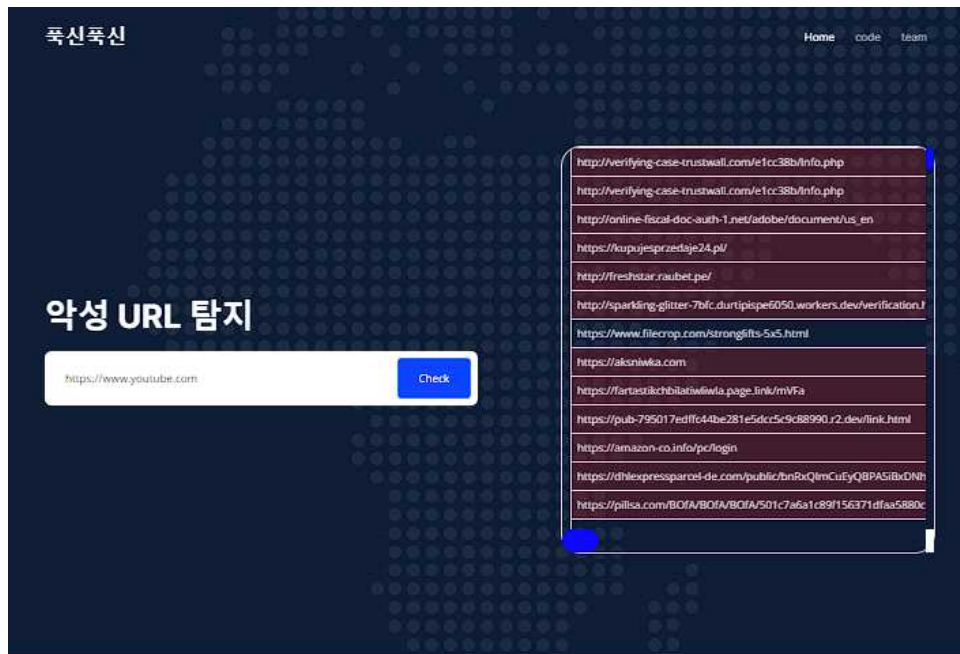 푹신푹신
Home code team
악성 URL 탐지
https://www.youtube.com Check
http://verifying-case-trustwall.com/e1cc38b/Info.php
http://verifying-case-trustwall.com/e1cc38b/Info.php
http://online-fiscal-doc-auth-1.net/adobe/document/us_en
https://kupujesprzedaje24.pl/
http://freshstar.raubet.pe/
http://sparkling-glitter-7bfc.durtipispe6050.workers.dev/verification.h
https://www.filecrop.com/stronglifts-5x5.html
https://aksniwka.com
https://fartastikchbilatiwliwla.page.link/mVFa
https://pub-795017edffc44be281e5dcc5c9c88990.r2.dev/link.html
https://amazon-co.info/pc/login
https://dhlexpressparcel-de.com/public/bnRxQImCuEyQBPASiBxDNh
https://pillsa.com/BOfA/BOfA/BOfA/501c7a6a1c89f156371dfaa5880c